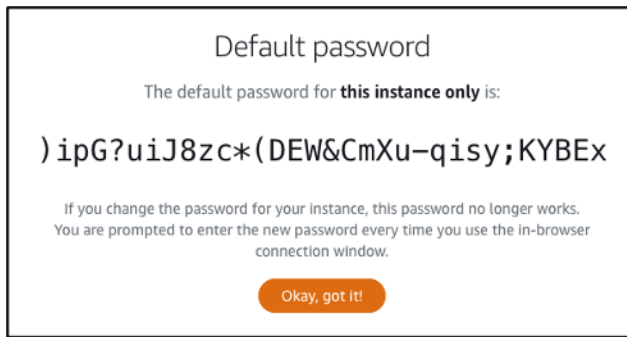 Default password
The default password for this instance only is:
)ipG?uiJ8zc*(DEW&CmXu-qisy;KYBEx
If you change the password for your instance, this password no longer works.
You are prompted to enter the new password every time you use the in-browser
connection window.
Okay, got it!